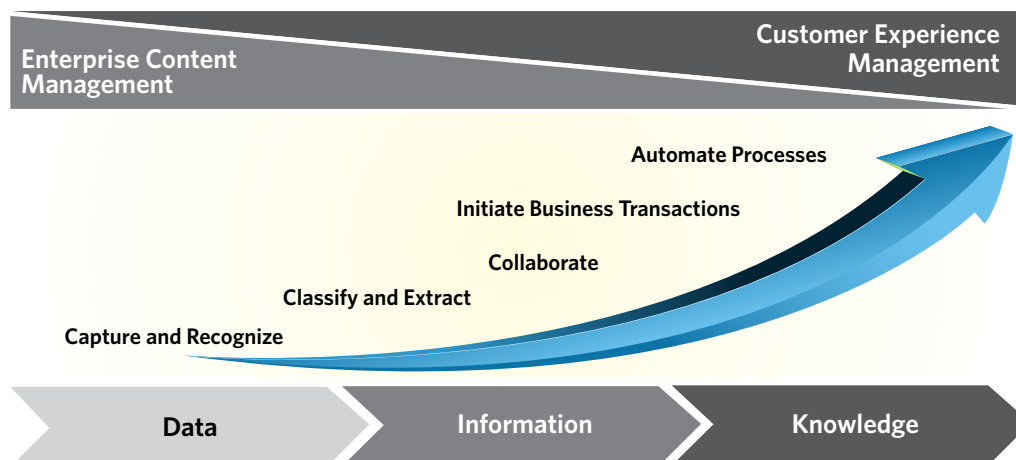 Enterprise Content
Management
Customer Experience
Management
Automate Processes
Initiate Business Transactions
Collaborate
Classify and Extract
Capture and Recognize
Data
Information
Knowledge